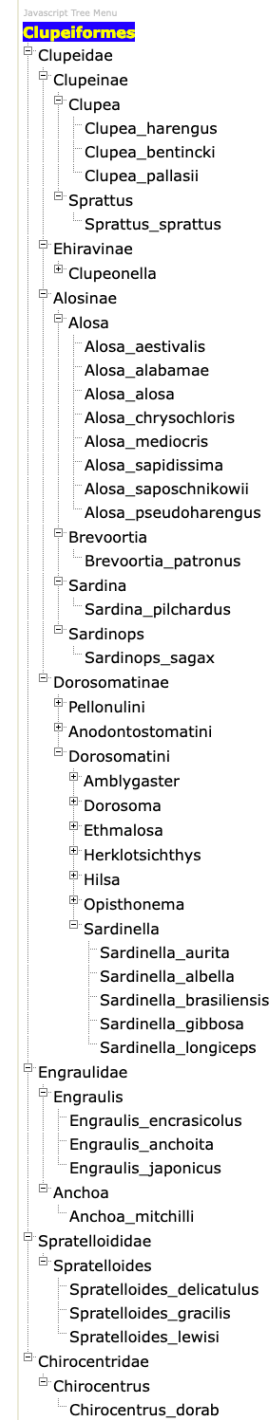 Javascript Tree Menu
Clupeiformes
Clupeidae
Clupeinae
Clupea
Clupea_harengus
Clupea_bentincki
Clupea_pallasii
Sprattus
Sprattus_sprattus
Ehiravinae
Clupeonella
Alosinae
Alosa
Alosa_aestivalis
Alosa_alabamae
Alosa_alosa
Alosa_chrysochloris
Alosa_mediocris
Alosa_sapidissima
Alosa_saposchnikowii
Alosa_pseudoharengus
Brevoortia
Brevoortia_patronus
Sardina
Sardina_pilchardus
Sardinops
Sardinops_sagax
Dorosomatinae
Pellonulini
Anodontostomatini
Dorosomatini
Amblygaster
Dorosoma
Ethmalosa
Herklotsichthys
Hilsa
Opisthonema
Sardinella
Sardinella_aurita
Sardinella_albella
Sardinella_brasiliensis
Sardinella_gibbosa
Sardinella_longiceps
Engraulidae
Engraulis
Engraulis_encrasicolus
Engraulis_anchoita
Engraulis_japonicus
Anchoa
Anchoa_mitchilli
Spratelloididae
Spratelloides
Spratelloides_delicatulus
Spratelloides_gracilis
Spratelloides_lewisi
Chirocentridae
Chirocentrus
Chirocentrus_dorab